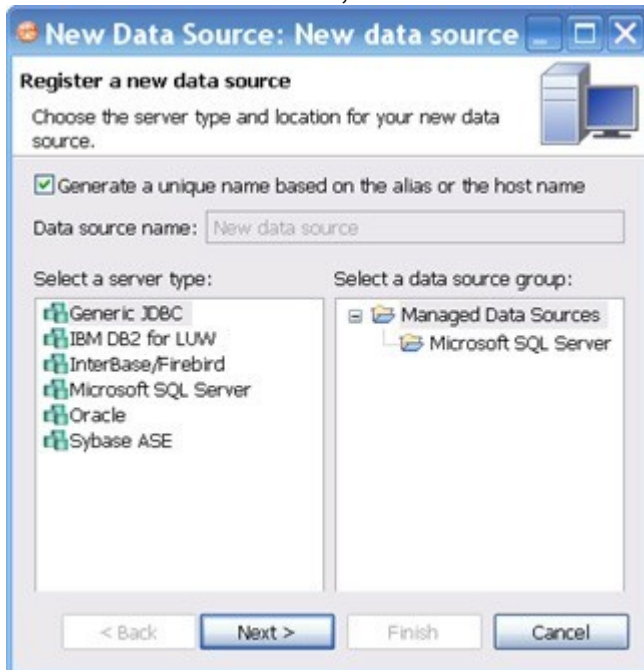 New Data Source: New data source
Register a new data source
Choose the server type and location for your new data
source.
Generate a unique name based on the alias or the host name
Data source name: New data source
Select a server type:
Select a data source group:
Generic JDBC
IBM DB2 for LUW
InterBase/Firebird
Microsoft SQL Server
Oracle
Sybase ASE
Managed Data Sources
Microsoft SQL Server
< Back
Next >
Finish
Cancel